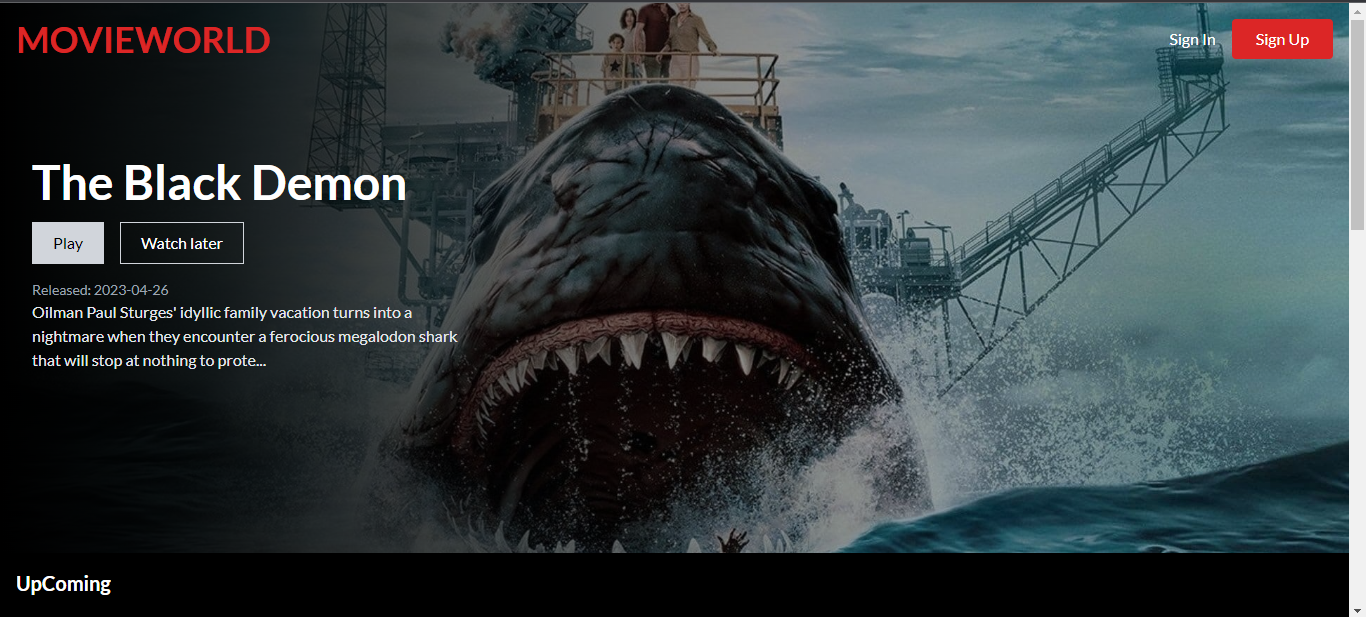 MOVIEWORLD
Sign In
Sign Up
The Black Demon
Play
Watch later
Released: 2023-04-26
Oilman Paul Sturges' idyllic family vacation turns into a
nightmare when they encounter a ferocious megalodon shark
that will stop at nothing to prote...
UpComing